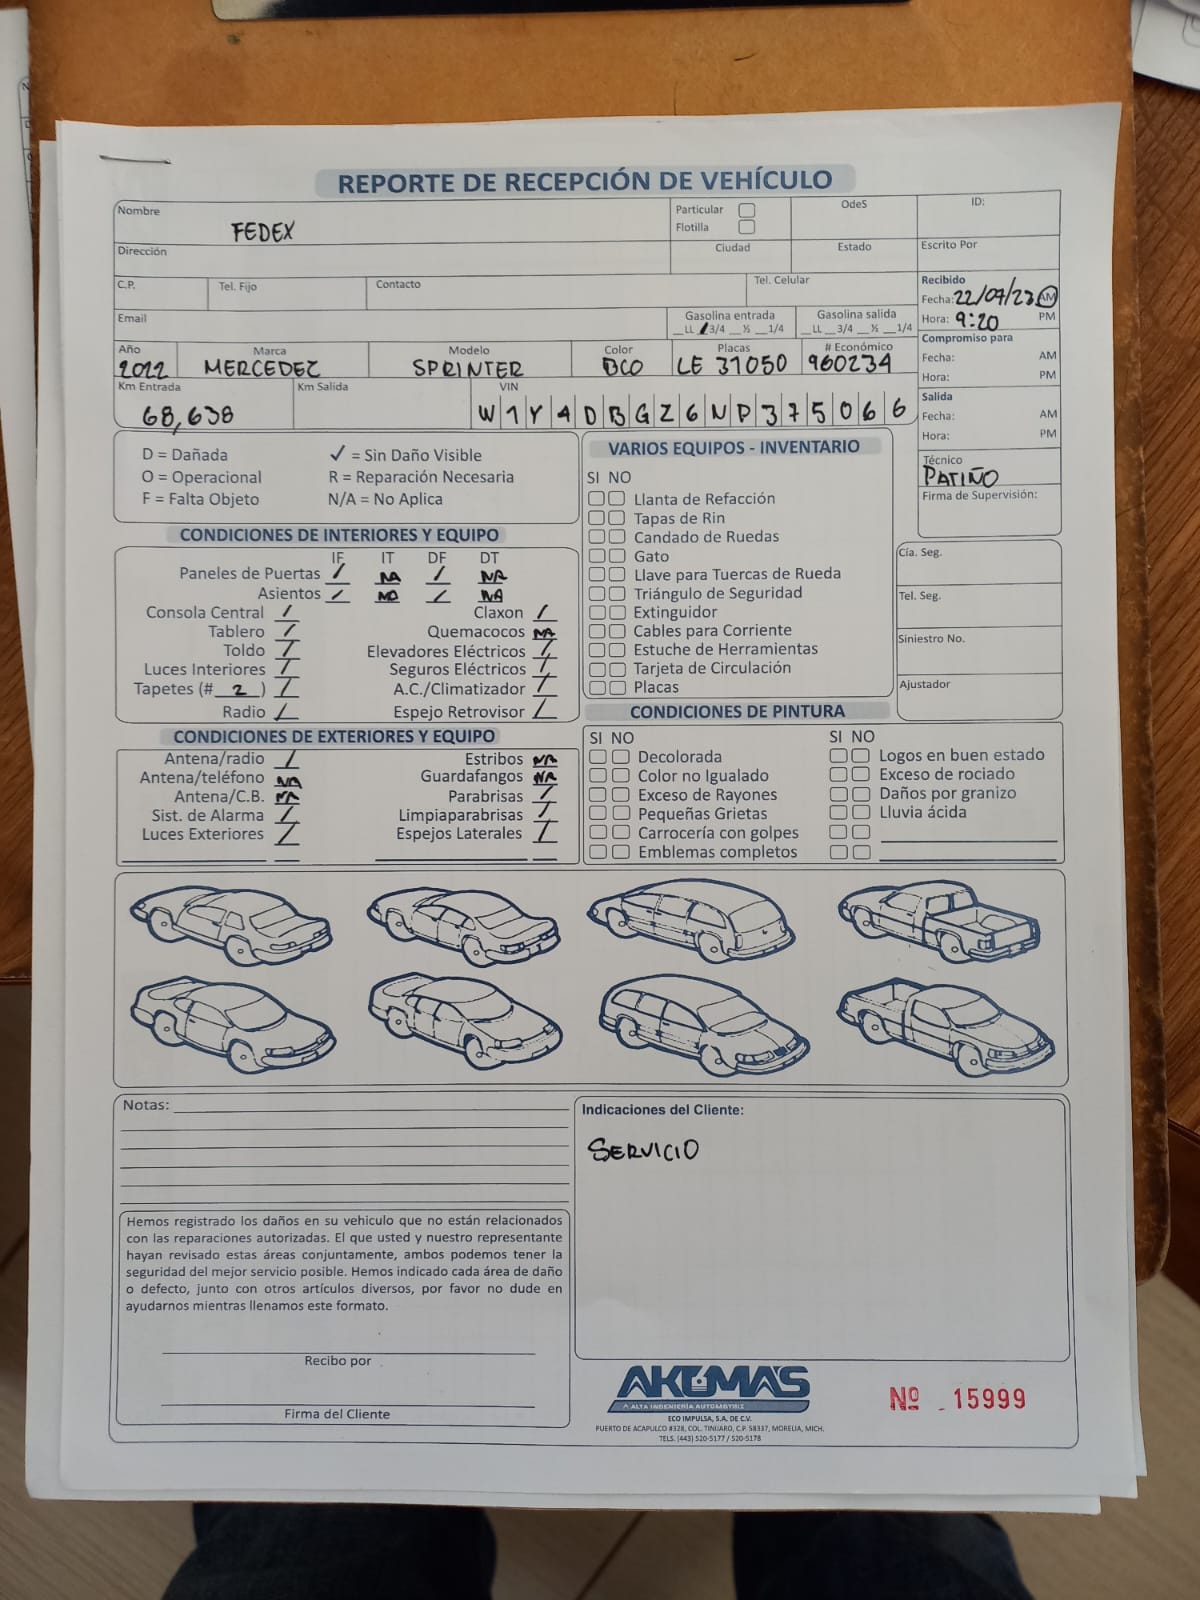 REPORTE DE RECEPCIÓN DE VEHÍCULO
Nombre FEDEX Particular Flotilla OdeS ID:
Dirección Ciudad Estado Escrito Por
C.P. Tel. Fijo Contacto Tel. Celular
Recibido
Fecha: 22/07/23 AM
Hora: 9:20 PM
Email Gasolina entrada Gasolina salida
__LL __3/4 __½ __1/4 __LL __3/4 __½ __1/4
Año Marca Modelo Color Placas # Económico
2022 MERCEDEZ SPRINTER BCO LE 31050 960234
Compromiso para
Fecha: AM
Hora: PM
Km Entrada Km Salida VIN
68,638 W1Y4DBGZ6NP375066
Salida
Fecha: AM
Hora: PM
Técnico
PATIÑO
Firma de Supervisión:
D = Dañada ✓ = Sin Daño Visible
O = Operacional R = Reparación Necesaria
F = Falta Objeto N/A = No Aplica
VARIOS EQUIPOS - INVENTARIO
SI NO
Llanta de Refacción
Tapas de Rin
Candado de Ruedas
Gato
Llave para Tuercas de Rueda
Triángulo de Seguridad
Extinguidor
Cables para Corriente
Estuche de Herramientas
Tarjeta de Circulación
Placas
Cía. Seg.
Tel. Seg.
Siniestro No.
Ajustador
CONDICIONES DE INTERIORES Y EQUIPO
IF IT DF DT
Paneles de Puertas / NA / NA
Asientos / NA / NA
Consola Central / Claxon /
Tablero / Quemacocos NA
Toldo / Elevadores Eléctricos /
Luces Interiores / Seguros Eléctricos /
Tapetes (# 2 ) / A.C./Climatizador /
Radio / Espejo Retrovisor /
CONDICIONES DE EXTERIORES Y EQUIPO
Antena/radio / Estribos NA
Antena/teléfono NA Guardafangos NA
Antena/C.B. NA Parabrisas /
Sist. de Alarma / Limpiaparabrisas /
Luces Exteriores / Espejos Laterales /
CONDICIONES DE PINTURA
SI NO SI NO
Decolorada Logos en buen estado
Color no Igualado Exceso de rociado
Exceso de Rayones Daños por granizo
Pequeñas Grietas Lluvia ácida
Carrocería con golpes
Emblemas completos
Notas:
Indicaciones del Cliente:
SERVICIO
Hemos registrado los daños en su vehiculo que no están relacionados
con las reparaciones autorizadas. El que usted y nuestro representante
hayan revisado estas áreas conjuntamente, ambos podemos tener la
seguridad del mejor servicio posible. Hemos indicado cada área de daño
o defecto, junto con otros artículos diversos, por favor no dude en
ayudarnos mientras llenamos este formato.
Recibo por
Firma del Cliente
AKUMAS
ALTA INGENIERÍA AUTOMOTRIZ
ECO IMPULSA, S.A. DE C.V.
PUERTO DE ACAPULCO #328, COL. TINIJARO, C.P. 58337, MORELIA, MICH.
TELS. (443) 520-5177 / 520-5178
Nº 15999